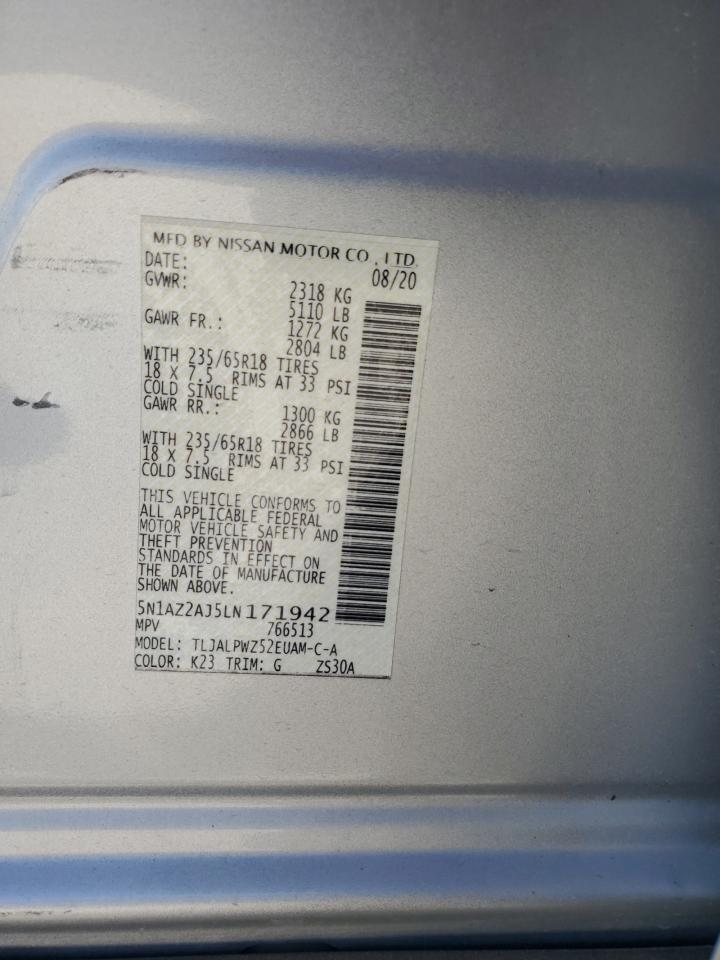 MFD BY NISSAN MOTOR CO., LTD.
DATE: 08/20
GVWR: 2318 KG
5110 LB
GAWR FR.: 1272 KG
2804 LB
WITH 235/65R18 TIRES
18 X 7.5 RIMS AT 33 PSI
COLD SINGLE
GAWR RR.: 1300 KG
2866 LB
WITH 235/65R18 TIRES
18 X 7.5 RIMS AT 33 PSI
COLD SINGLE
THIS VEHICLE CONFORMS TO
ALL APPLICABLE FEDERAL
MOTOR VEHICLE SAFETY AND
THEFT PREVENTION
STANDARDS IN EFFECT ON
THE DATE OF MANUFACTURE
SHOWN ABOVE.
5N1AZ2AJ5LN171942
MPV 766513
MODEL: TLJALPWZ52EUAM-C-A
COLOR: K23 TRIM: G ZS30A